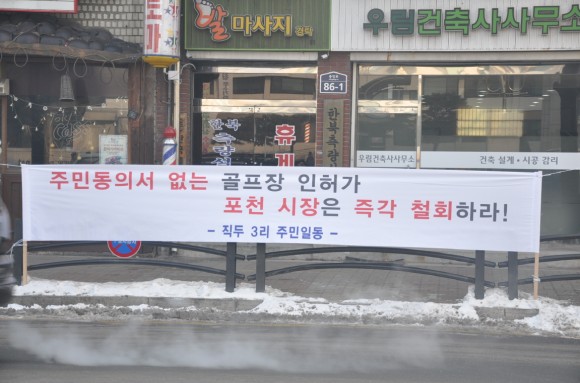 발 마사지
우림건축사사무소
86-1
한북
휴게
우림건축사사무소
건축 설계 • 시공 감리
주민동의서 없는 골프장 인허가
포천 시장은 즉각 철회하라!
- 직두 3리 주민일동 -